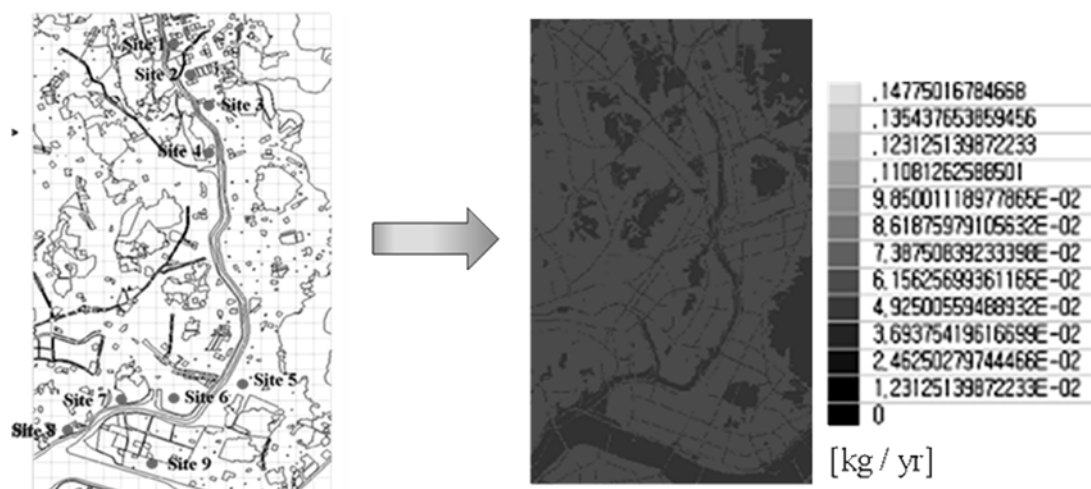 Site 1
Site 2
Site 3
Site 4
Site 5
Site 6
Site 7
Site 8
Site 9
.14775016784668
.135437653859456
.123125139872233
.11081262588501
9.85001118977865E-02
8.61875979105632E-02
7.38750839233398E-02
6.15625699361165E-02
4.92500559488932E-02
3.69375419616699E-02
2.46250279744466E-02
1.23125139872233E-02
0
[kg / yr]